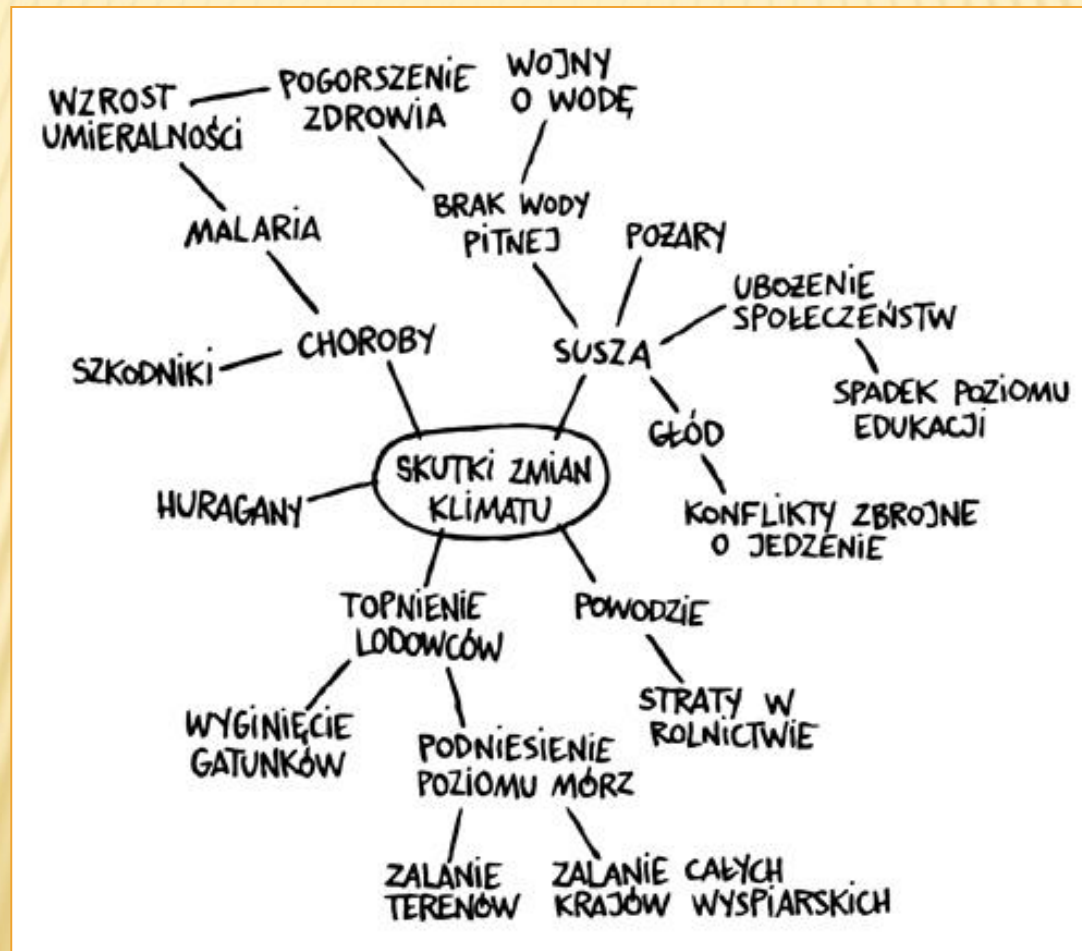 WZROST
UMIERALNOŚCI
POGORSZENIE
ZDROWIA
WOJNY
O WODĘ
MALARIA
BRAK WODY
PITNEJ
POŻARY
UBOŻENIE
SPOŁECZEŃSTW
SZKODNIKI
CHOROBY
SUSZA
SPADEK POZIOMU
EDUKACJI
GŁÓD
SKUTKI ZMIAN
KLIMATU
HURAGANY
KONFLIKTY ZBROJNE
O JEDZENIE
TOPNIENIE
LODOWCÓW
POWODZIE
WYGINIĘCIE
GATUNKÓW
PODNIESIENIE
POZIOMU MÓRZ
STRATY W
ROLNICTWIE
ZALANIE
TERENÓW
ZALANIE CAŁYCH
KRAJÓW WYSPIARSKICH